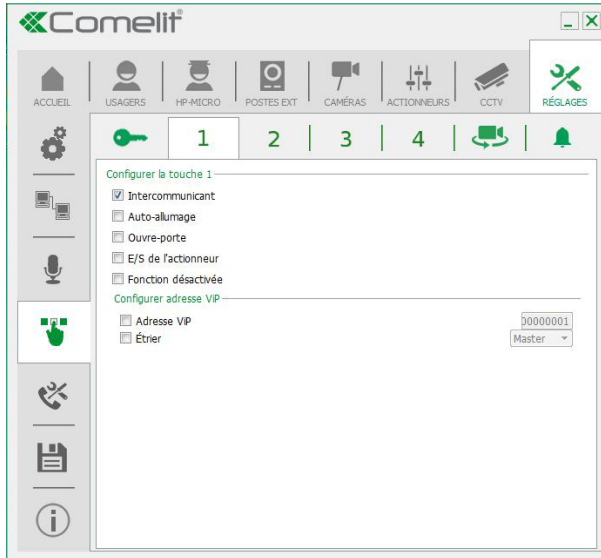 Comelit®
ACCUEIL USAGERS HP-MICRO POSTES EXT CAMÉRAS ACTIONNEURS CCTV RÉGLAGES
1 2 3 4
Configurer la touche 1
Intercommunicant
Auto-allumage
Ouvre-porte
E/S de l'actionneur
Fonction désactivée
Configurer adresse ViP
Adresse ViP 00000001
Étrier Master